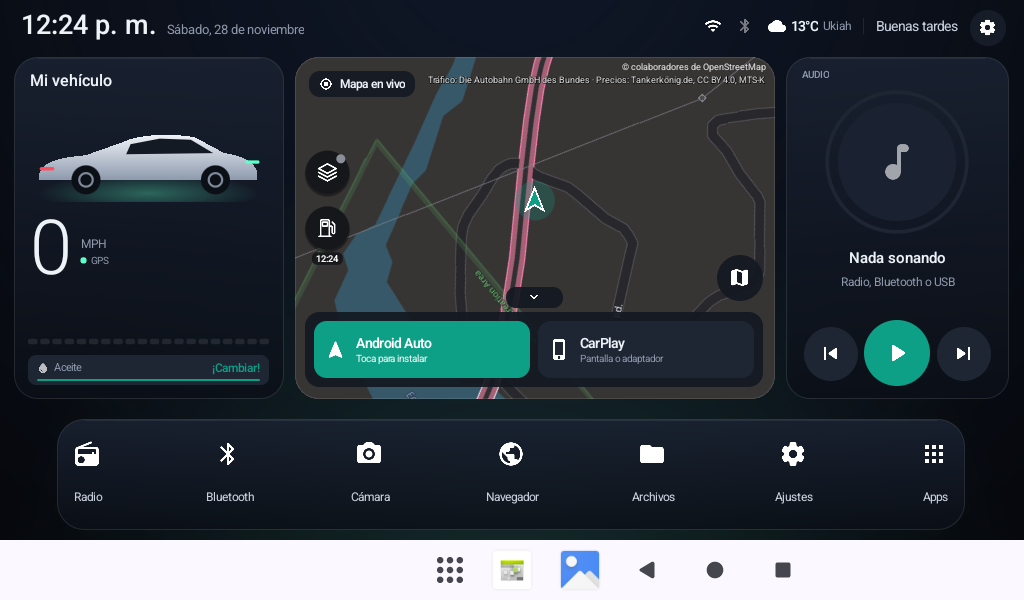 12:24 p. m.
Sábado, 28 de noviembre
13°C Ukiah
Buenas tardes
Mi vehículo
0
MPH
GPS
Aceite
¡Cambiar!
Mapa en vivo
© colaboradores de OpenStreetMap
Tráfico: Die Autobahn GmbH des Bundes · Precios: Tankerkönig.de, CC BY 4.0, MTS-K
12:24
Area
Android Auto
Toca para instalar
CarPlay
Pantalla o adaptador
AUDIO
Nada sonando
Radio, Bluetooth o USB
Radio
Bluetooth
Cámara
Navegador
Archivos
Ajustes
Apps